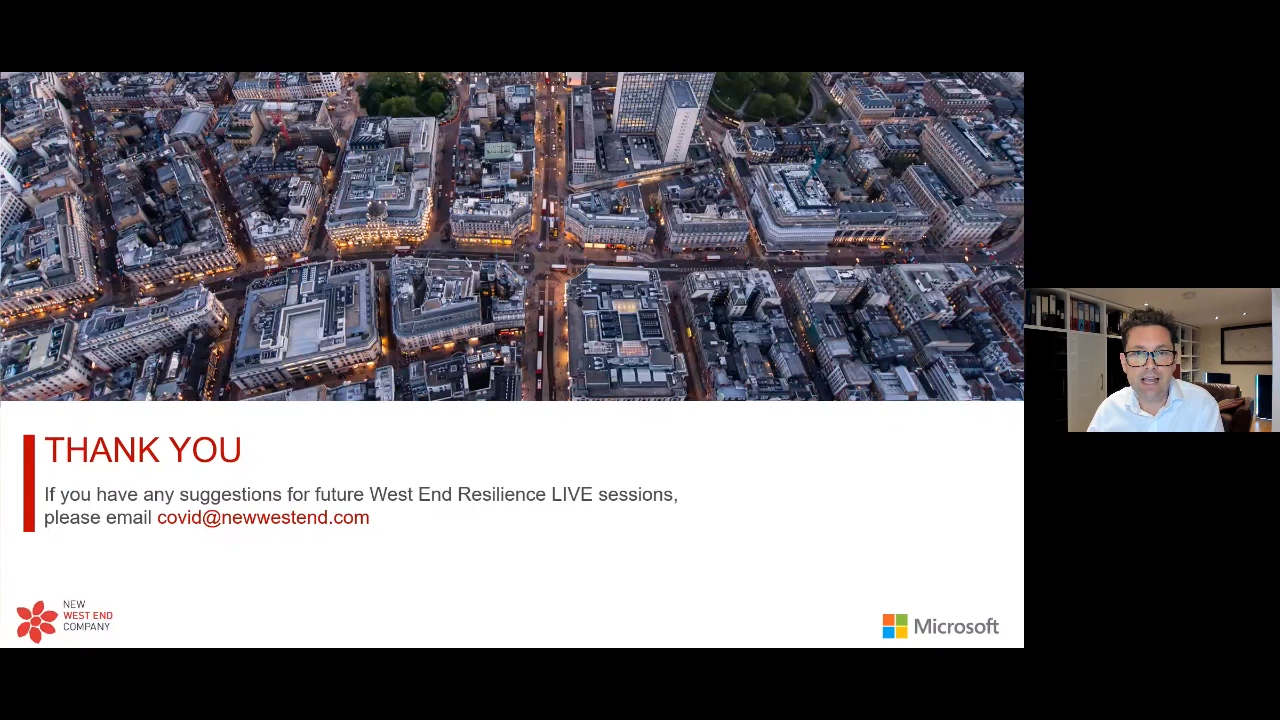 THANK YOU
If you have any suggestions for future West End Resilience LIVE sessions,
please email covid@newwestend.com
NEW
WEST END
COMPANY
Microsoft